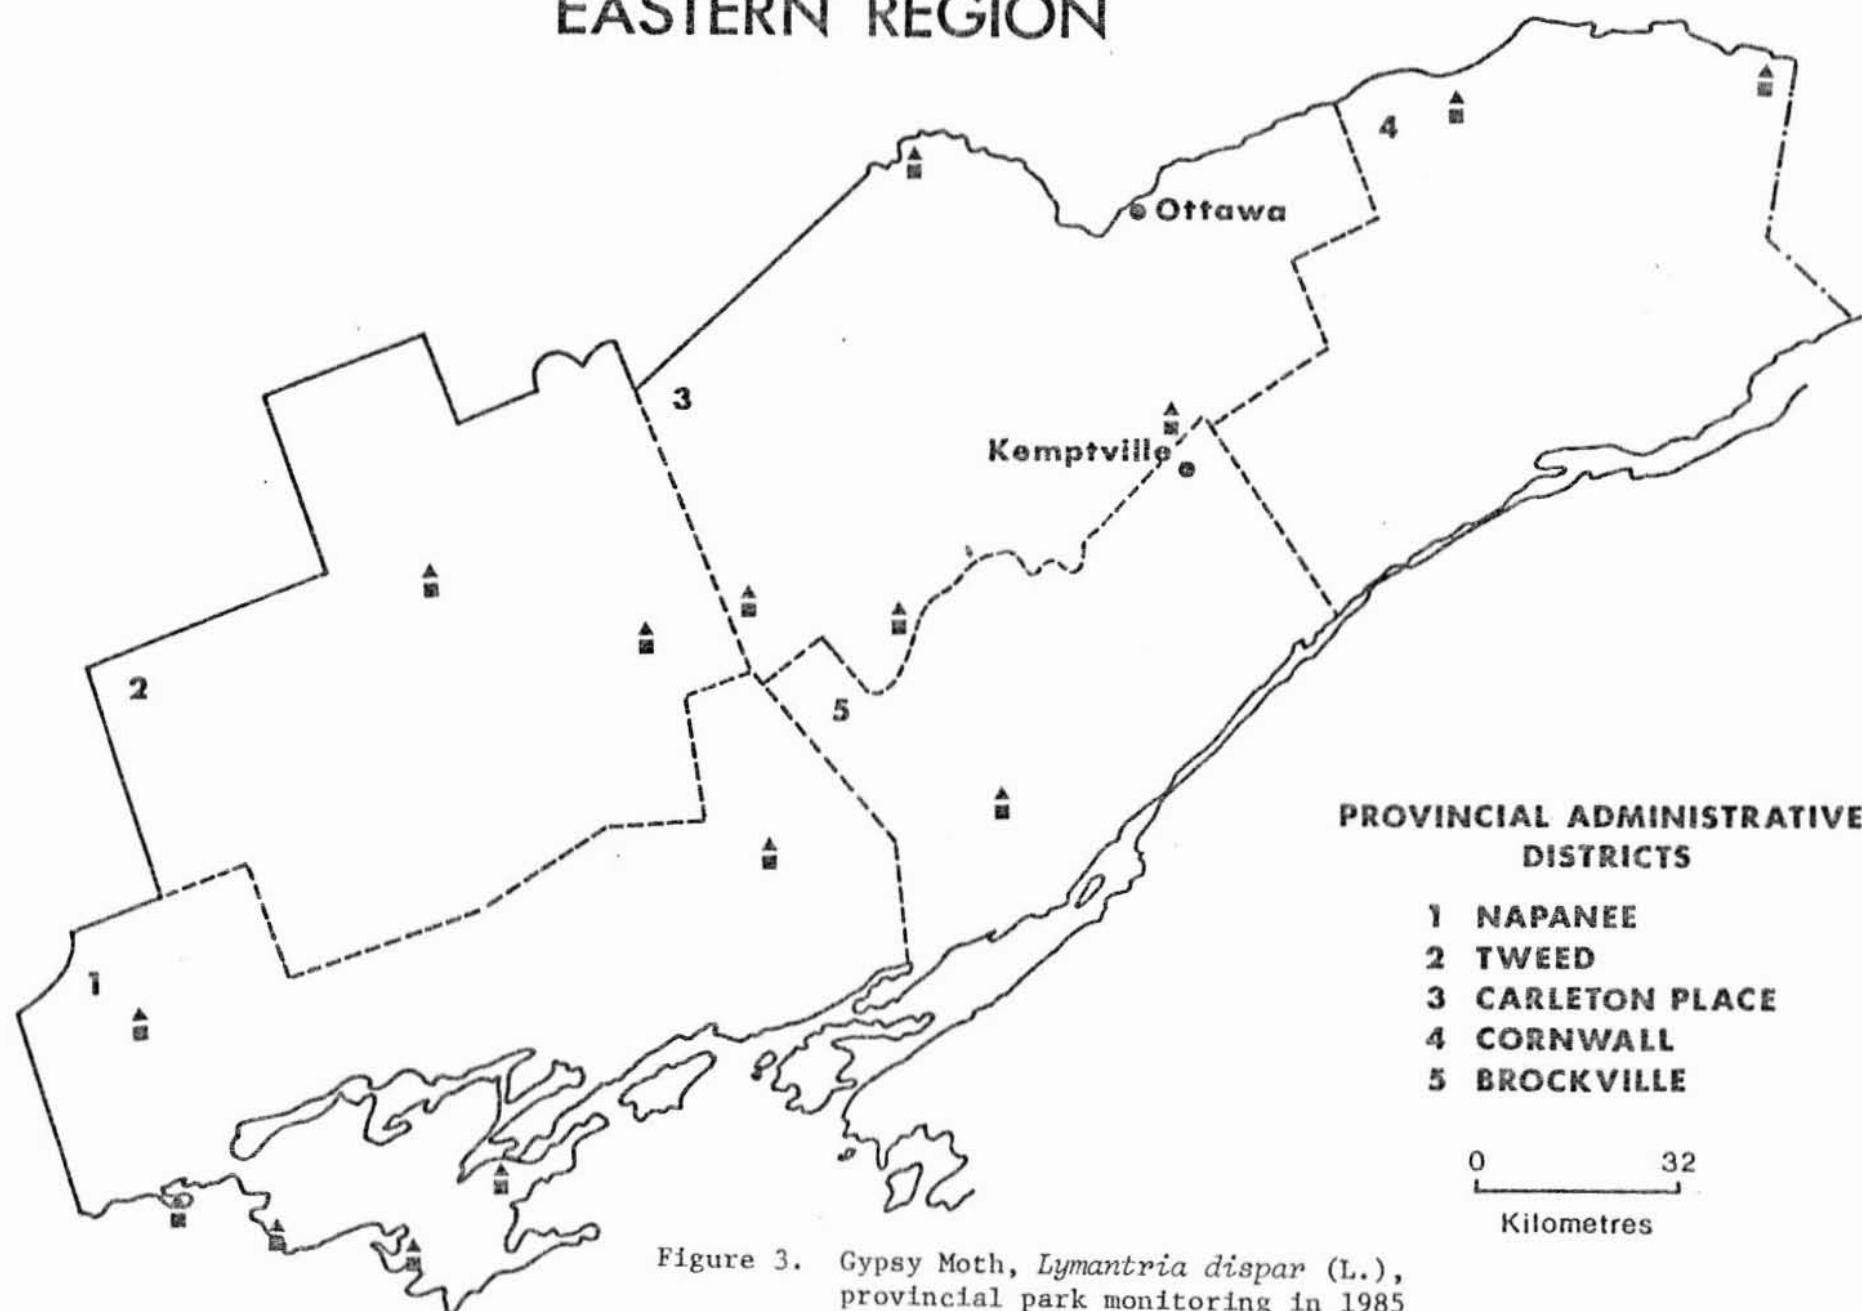 EASTERN REGION
4
Ottawa
3
Kemptville
2
5
1
PROVINCIAL ADMINISTRATIVE
DISTRICTS
1 NAPANEE
2 TWEED
3 CARLETON PLACE
4 CORNWALL
5 BROCKVILLE
0 32
Kilometres
Figure 3. Gypsy Moth, Lymantria dispar (L.),
provincial park monitoring in 1985